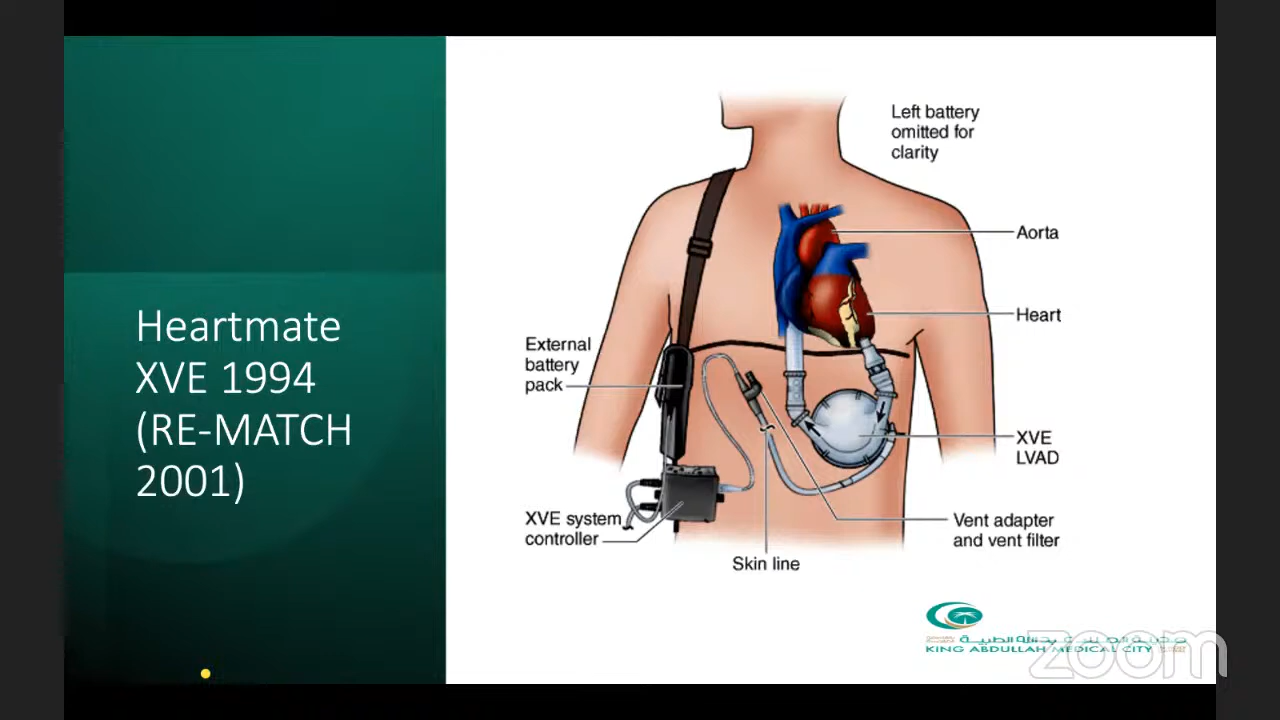 Heartmate
XVE 1994
(RE-MATCH
2001)
Left battery
omitted for
clarity
Aorta
Heart
External
battery
pack
XVE
LVAD
XVE system
controller
Vent adapter
and vent filter
Skin line
KING ABDULLAH MEDICAL CITY
zoom